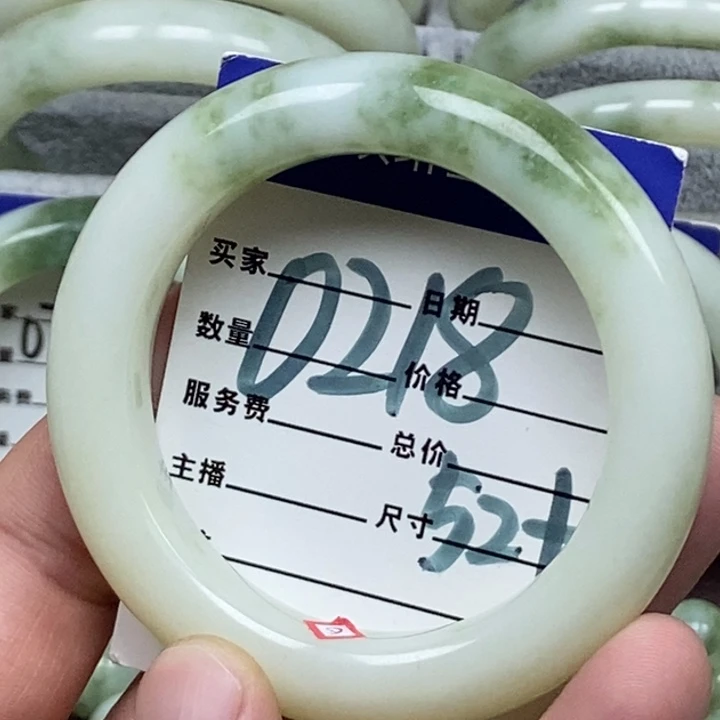 买家 日期
0218
数量 价格
服务费 总价
主播 尺寸
52+